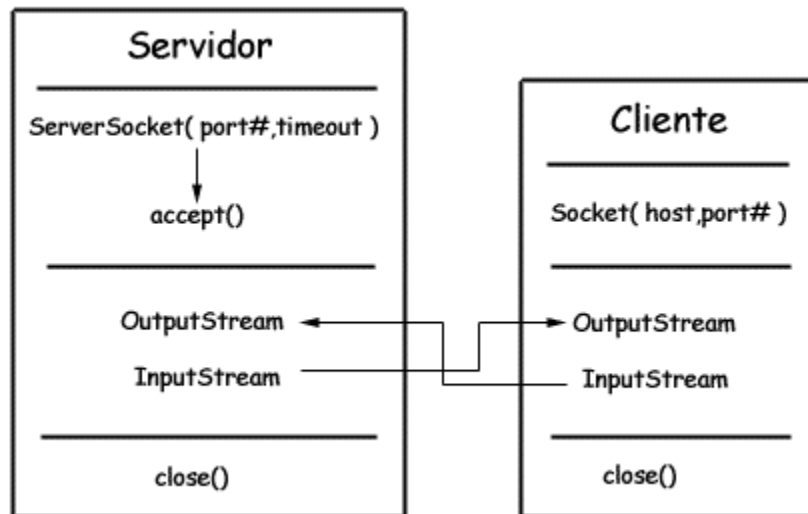 Servidor
ServerSocket( port#,timeout )
accept()
OutputStream
InputStream
close()
Cliente
Socket( host,port# )
OutputStream
InputStream
close()